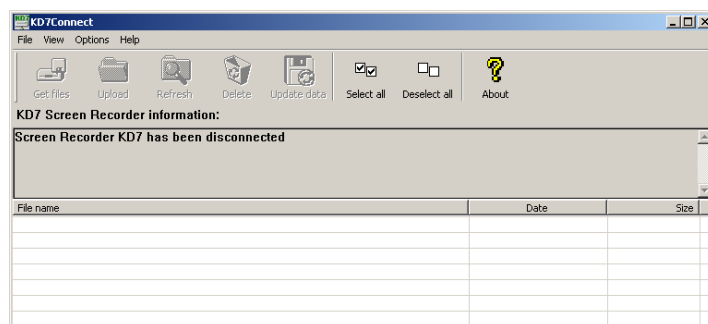 KD7 KD7Connect
File View Options Help
Get files Upload Refresh Delete Update data Select all Deselect all About
KD7 Screen Recorder information:
Screen Recorder KD7 has been disconnected
File name Date Size